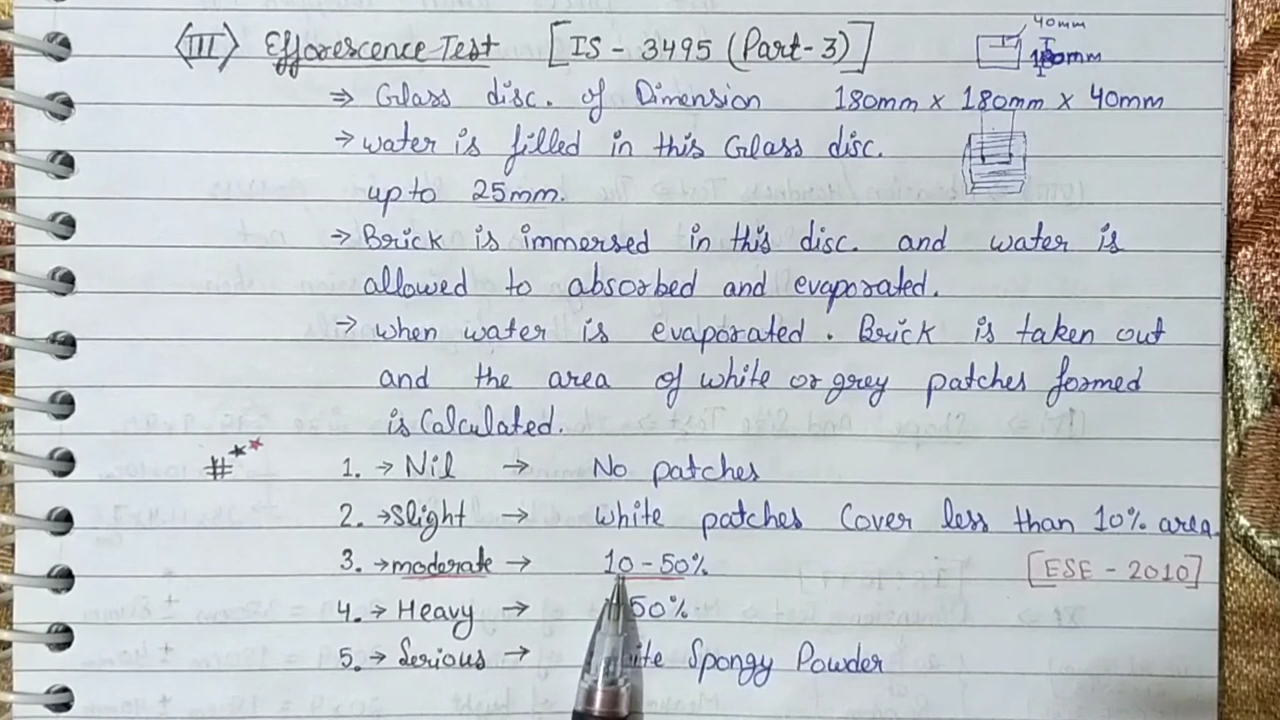 <III> Efforescence Test [IS - 3495 (Part-3)]
40mm
180mm
⇒ Glass disc. of Dimension 180mm x 180mm x 40mm
→ water is filled in this Glass disc.
up to 25mm.
→ Brick is immersed in this disc. and water is
allowed to absorbed and evaporated.
→ when water is evaporated. Brick is taken out
and the area of white or grey patches formed
is Calculated.
# ** 1. → Nil → No patches
2. → Slight → White patches Cover less than 10% area.
3. → moderate → 10-50% [ESE - 2010]
4. → Heavy → 50%
5. → Serious → Spongy Powder